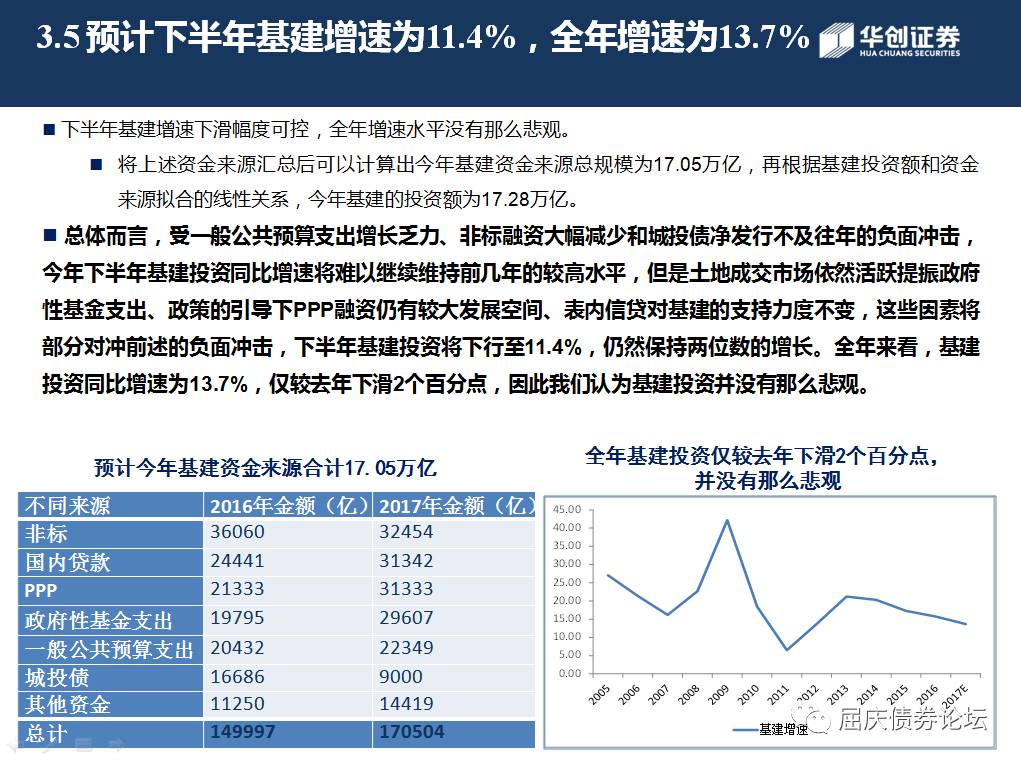 3.5 预计下半年基建增速为11.4%，全年增速为13.7%
华创证券
HUA CHUANG SECURITIES
下半年基建增速下滑幅度可控，全年增速水平没有那么悲观。
将上述资金来源汇总后可以计算出今年基建资金来源总规模为17.05万亿，再根据基建投资额和资金
来源拟合的线性关系，今年基建的投资额为17.28万亿。
总体而言，受一般公共预算支出增长乏力、非标融资大幅减少和城投债净发行不及往年的负面冲击，
今年下半年基建投资同比增速将难以继续维持前几年的较高水平，但是土地成交市场依然活跃提振政府
性基金支出、政策的引导下PPP融资仍有较大发展空间、表内信贷对基建的支持力度不变，这些因素将
部分对冲前述的负面冲击，下半年基建投资将下行至11.4%，仍然保持两位数的增长。全年来看，基建
投资同比增速为13.7%，仅较去年下滑2个百分点，因此我们认为基建投资并没有那么悲观。
预计今年基建资金来源合计17.05万亿
不同来源 2016年金额（亿） 2017年金额（亿）
非标 36060 32454
国内贷款 24441 31342
PPP 21333 31333
政府性基金支出 19795 29607
一般公共预算支出 20432 22349
城投债 16686 9000
其他资金 11250 14419
总计 149997 170504
全年基建投资仅较去年下滑2个百分点，
并没有那么悲观
45.00
40.00
35.00
30.00
25.00
20.00
15.00
10.00
5.00
0.00
2005 2006 2007 2008 2009 2010 2011 2012 2013 2014 2015 2016 2017E
基建增速
屈庆债券论坛